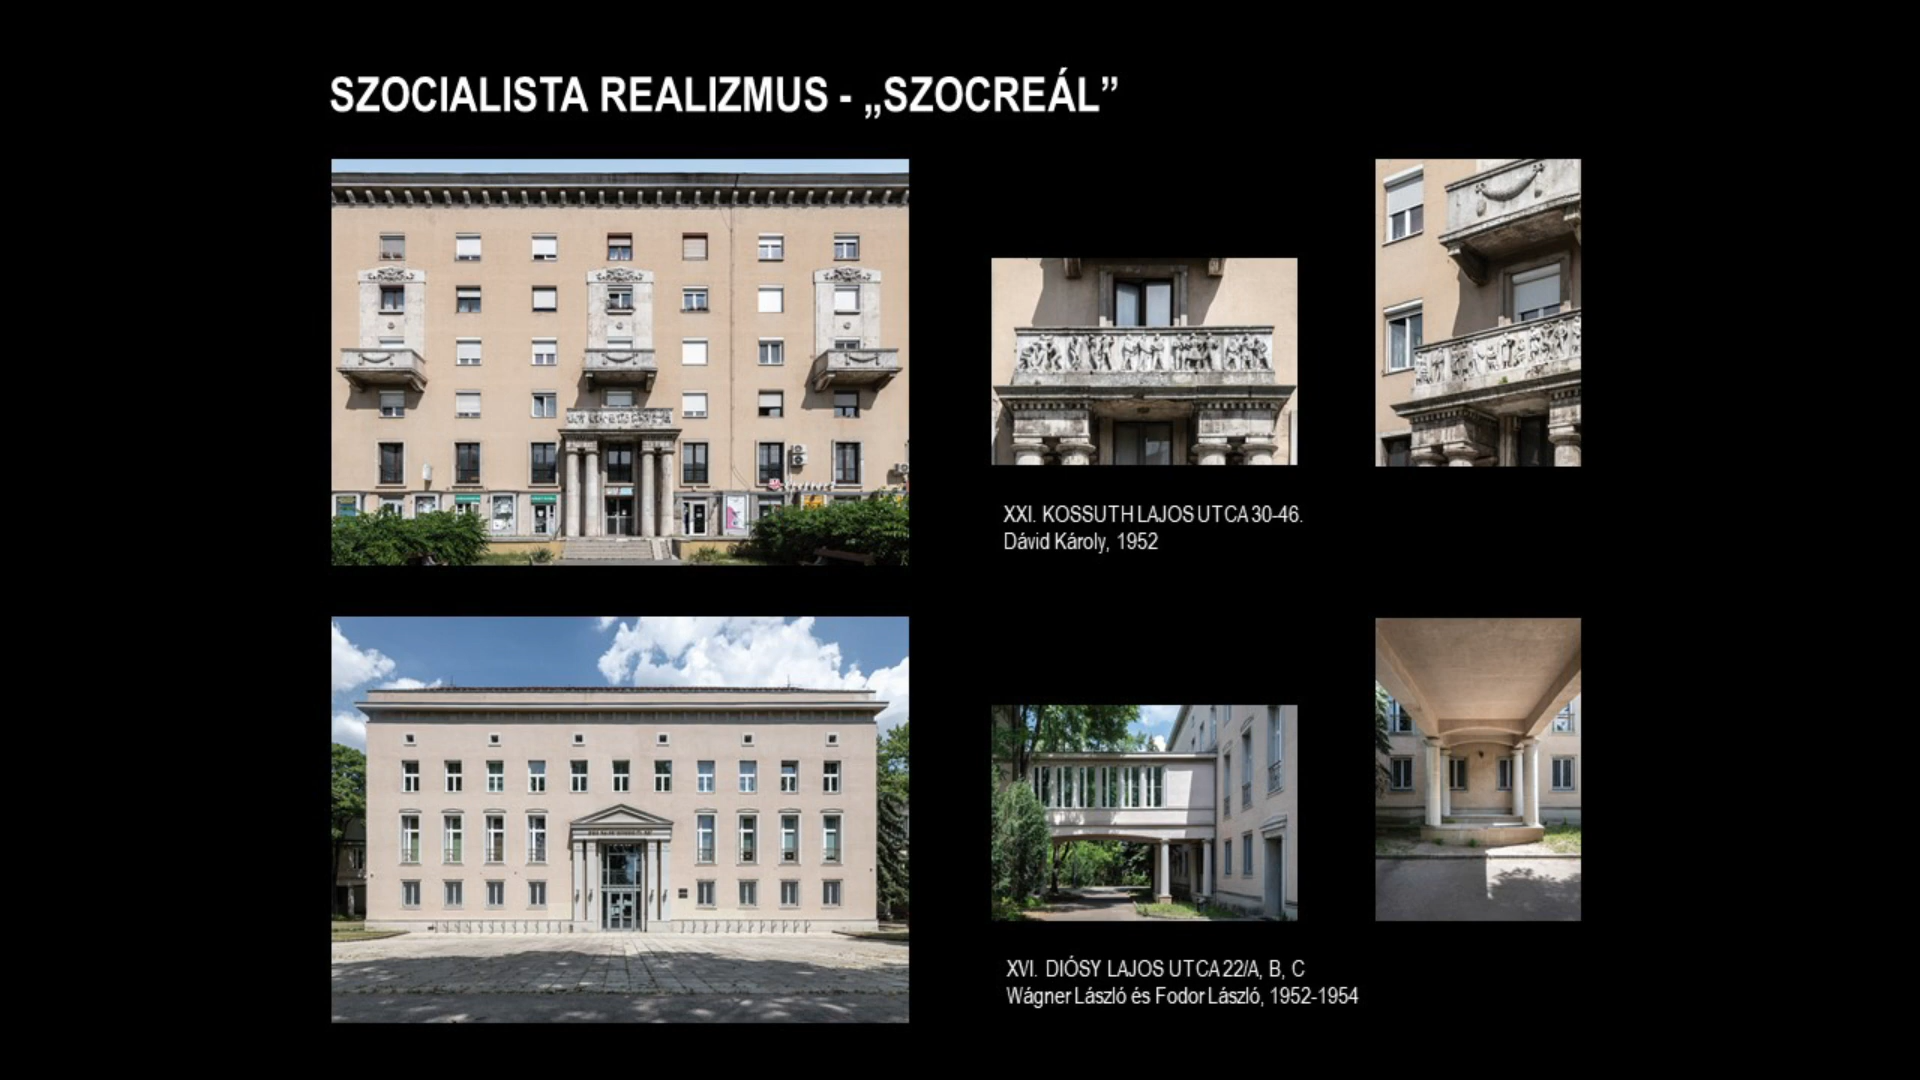 SZOCIALISTA REALIZMUS - „SZOCREÁL”
XXI. KOSSUTH LAJOS UTCA 30-46.
Dávid Károly, 1952
XVI. DIÓSY LAJOS UTCA 22/A, B, C
Wágner László és Fodor László, 1952-1954